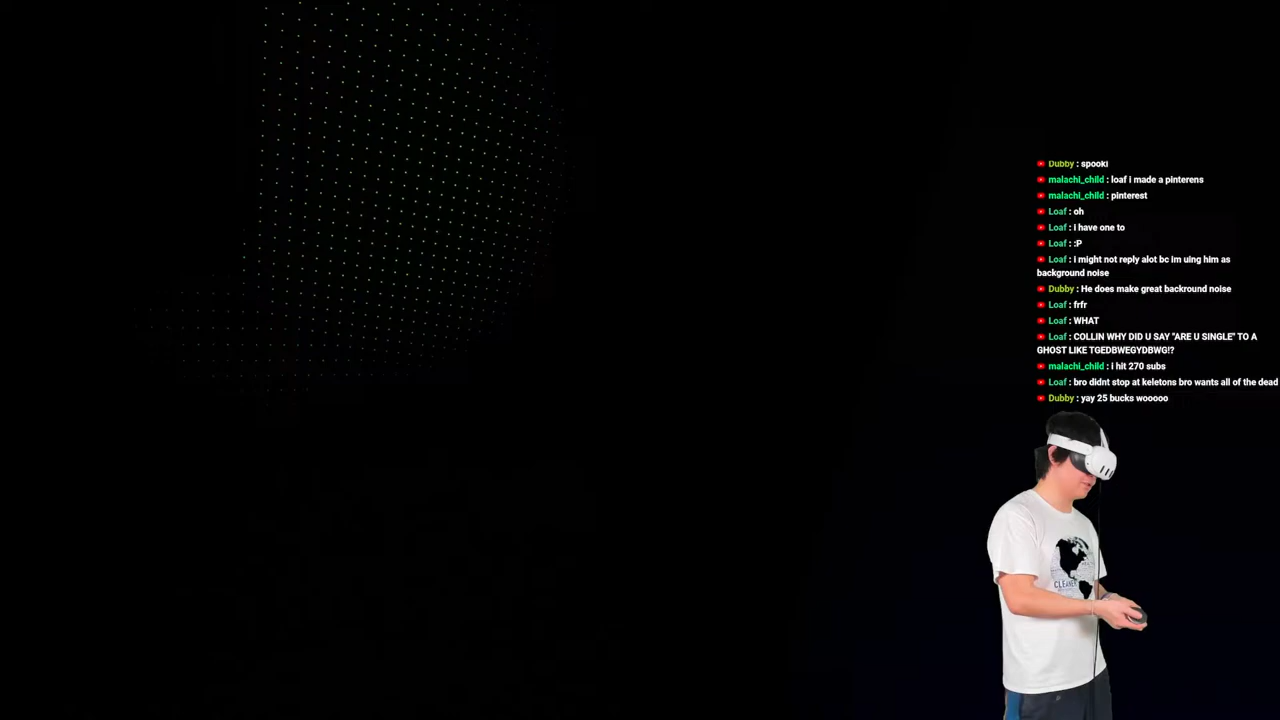 Dubby : spooki
malachi_child : loaf i made a pinterens
malachi_child : pinterest
Loaf : oh
Loaf : i have one to
Loaf : :P
Loaf : i might not reply alot bc im uing him as
background noise
Dubby : He does make great backround noise
Loaf : frfr
Loaf : WHAT
Loaf : COLLIN WHY DID U SAY "ARE U SINGLE" TO A
GHOST LIKE TGEDBWEGYDBWG!?
malachi_child : i hit 270 subs
Loaf : bro didnt stop at keletons bro wants all of the dead
Dubby : yay 25 bucks wooooo
CLEANER